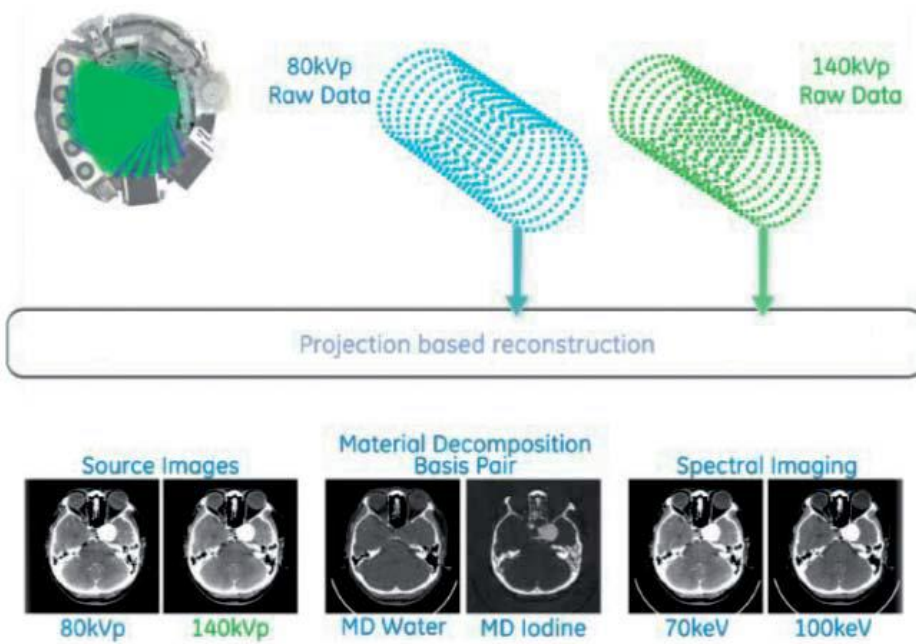 80kVp
Raw Data
140kVp
Raw Data
Projection based reconstruction
Source Images
Material Decomposition
Basis Pair
Spectral Imaging
80kVp
140kVp
MD Water
MD Iodine
70keV
100keV